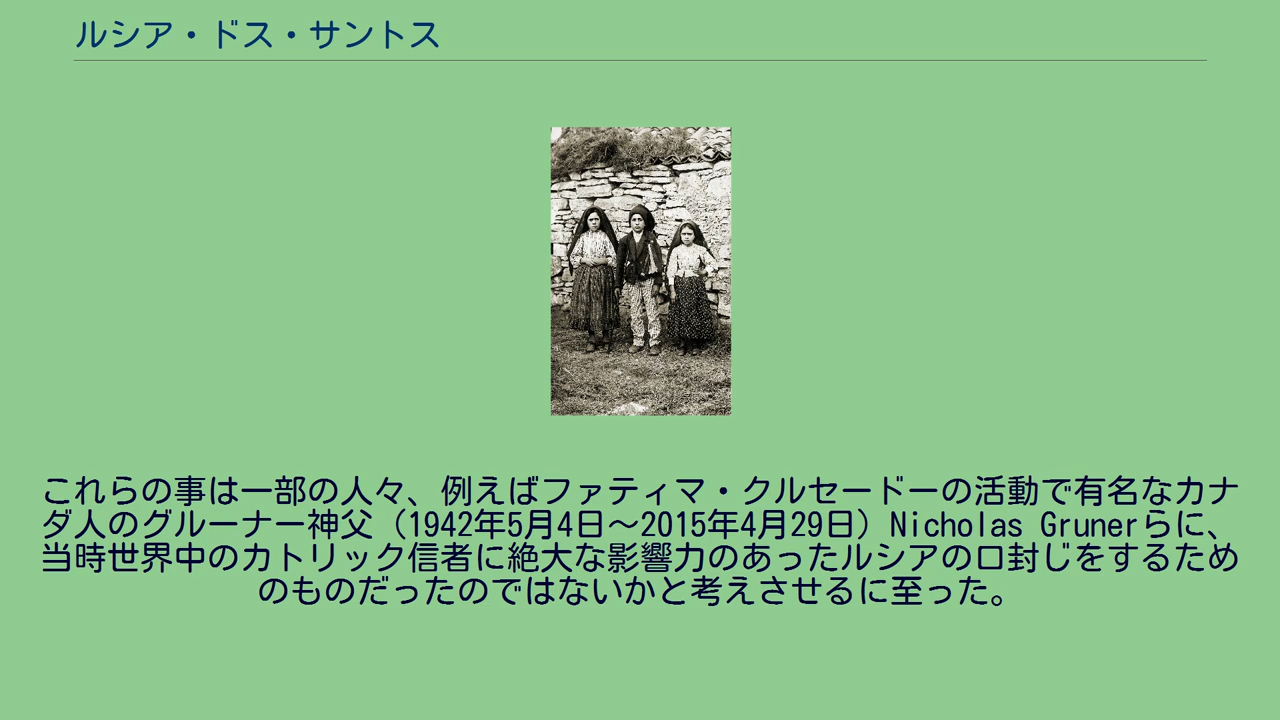 ルシア・ドス・サントス
これらの事は一部の人々、例えばファティマ・クルセードーの活動で有名なカナ
ダ人のグルーナー神父（1942年5月4日～2015年4月29日）Nicholas Grunerらに、
当時世界中のカトリック信者に絶大な影響力のあったルシアの口封じをするため
のものだったのではないかと考えさせるに至った。